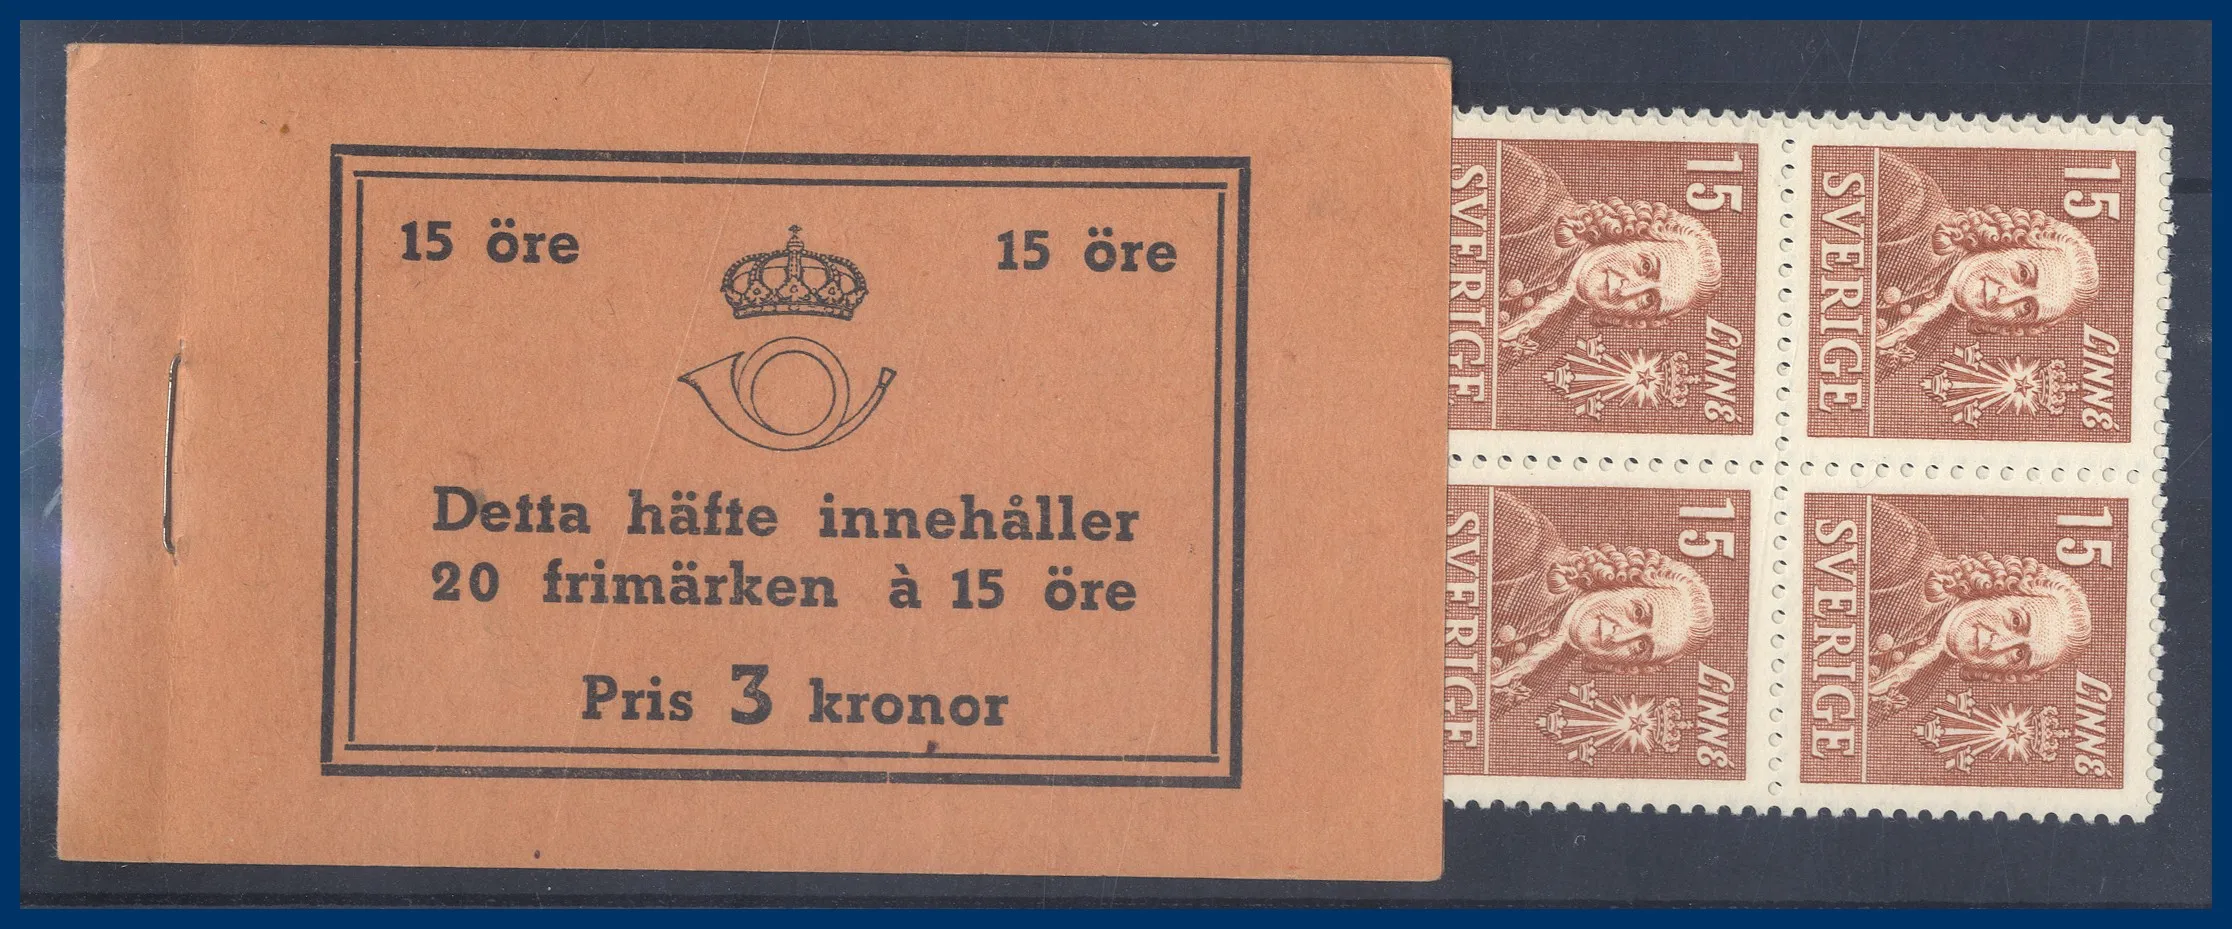 15 öre 15 öre
Detta häfte innehåller
20 frimärken à 15 öre
Pris 3 kronor
15
SVERIGE
LINNÉ
15
SVERIGE
LINNÉ
15
SVERIGE
LINNÉ
15
SVERIGE
LINNÉ